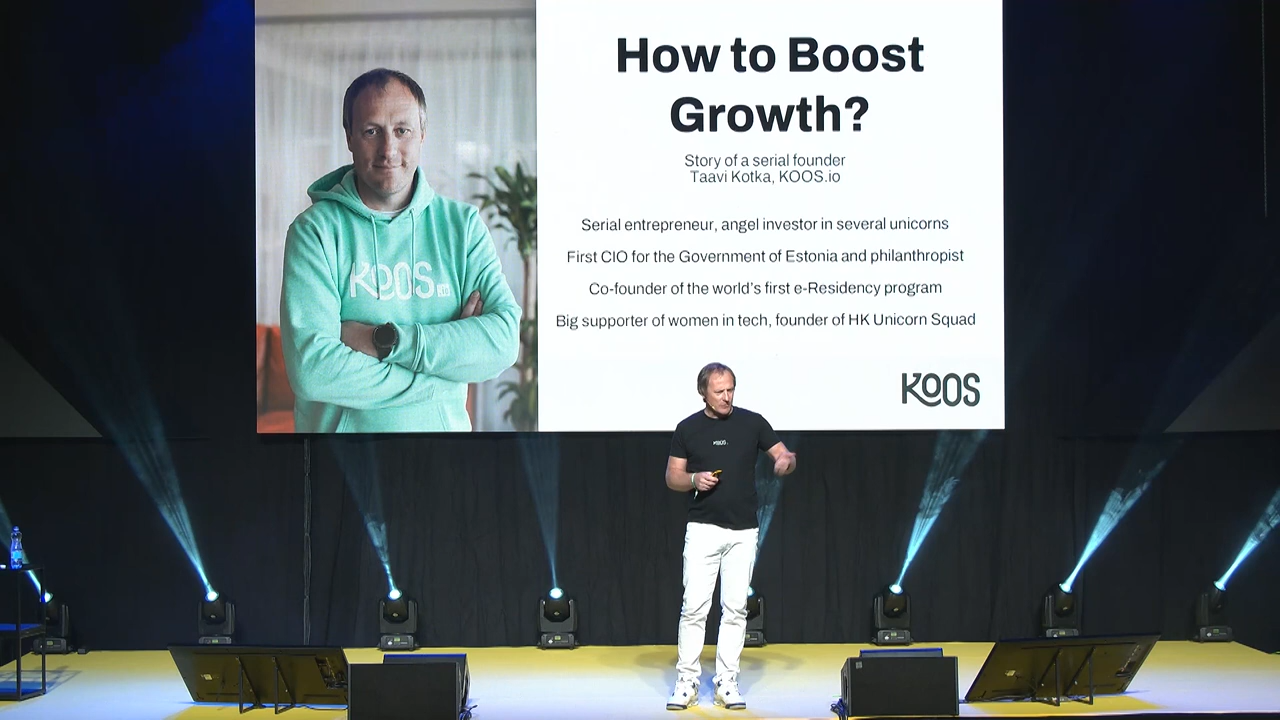 How to Boost
Growth?
Story of a serial founder
Taavi Kotka, KOOS.io
Serial entrepreneur, angel investor in several unicorns
First CIO for the Government of Estonia and philanthropist
Co-founder of the world's first e-Residency program
Big supporter of women in tech, founder of HK Unicorn Squad
KOOS.io
KOOS
KOOS.